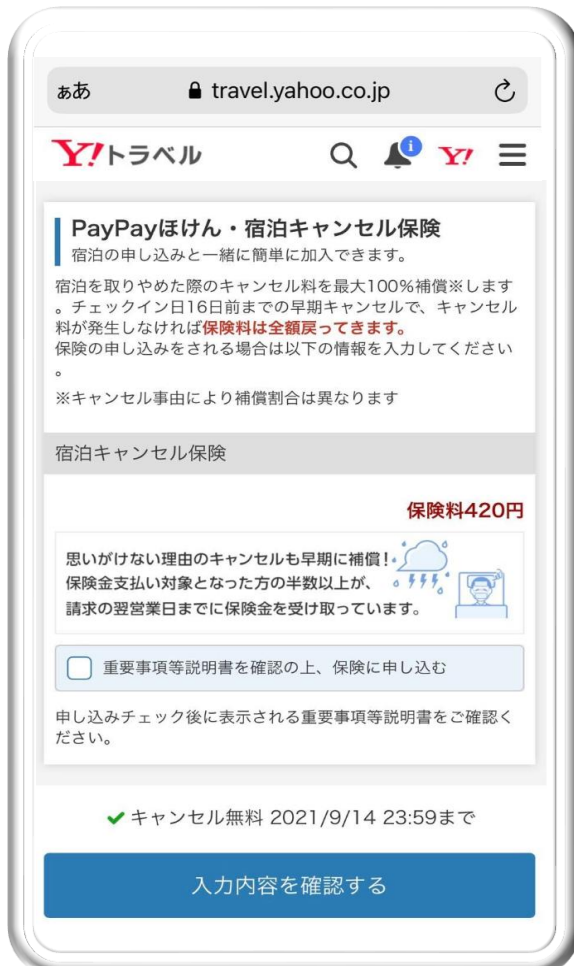 ぁあ travel.yahoo.co.jp
Y!トラベル i Y!
PayPayほけん・宿泊キャンセル保険
宿泊の申し込みと一緒に簡単に加入できます。
宿泊を取りやめた際のキャンセル料を最大100%補償※します
。チェックイン日16日前までの早期キャンセルで、キャンセル
料が発生しなければ保険料は全額戻ってきます。
保険の申し込みをされる場合は以下の情報を入力してください
。
※キャンセル事由により補償割合は異なります
宿泊キャンセル保険
保険料420円
思いがけない理由のキャンセルも早期に補償!
保険金支払い対象となった方の半数以上が、
請求の翌営業日までに保険金を受け取っています。
重要事項等説明書を確認の上、保険に申し込む
申し込みチェック後に表示される重要事項等説明書をご確認く
ださい。
キャンセル無料 2021/9/14 23:59まで
入力内容を確認する